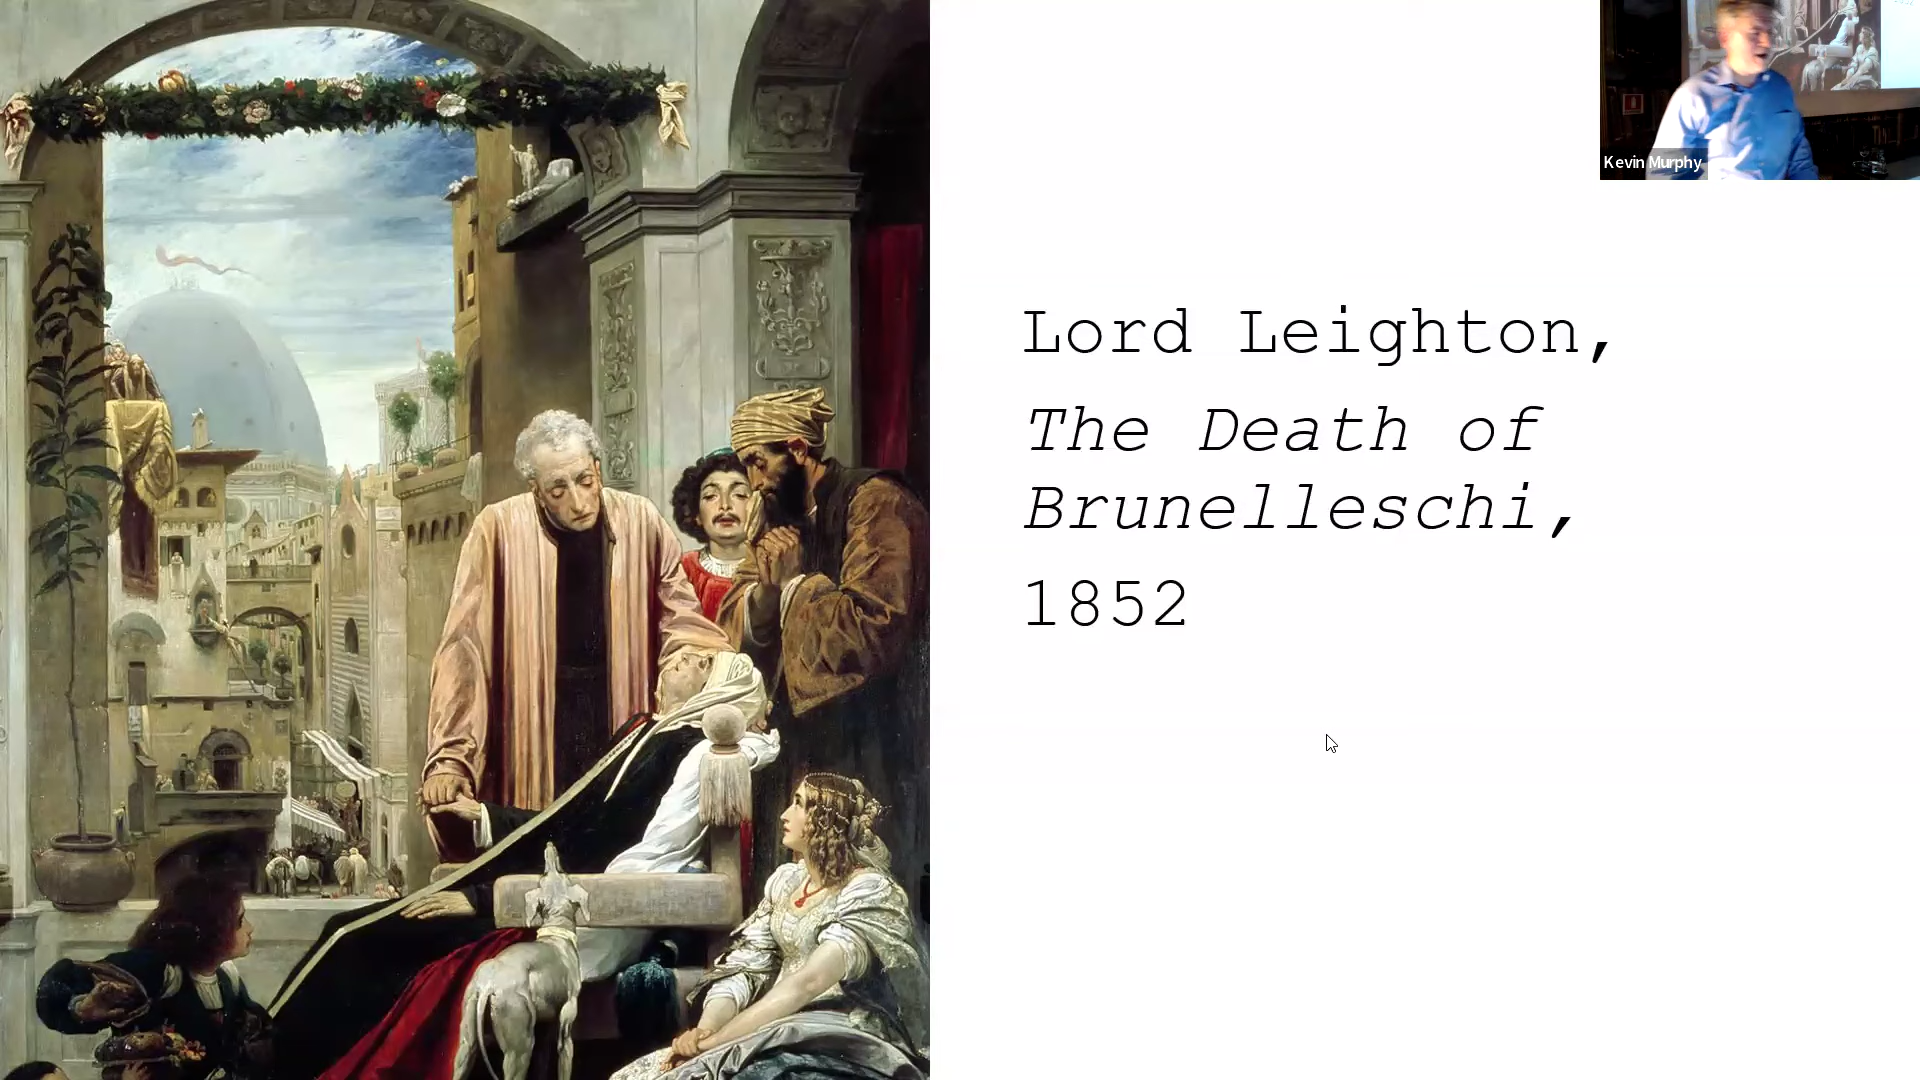 Lord Leighton,
The Death of
Brunelleschi,
1852
Kevin Murphy